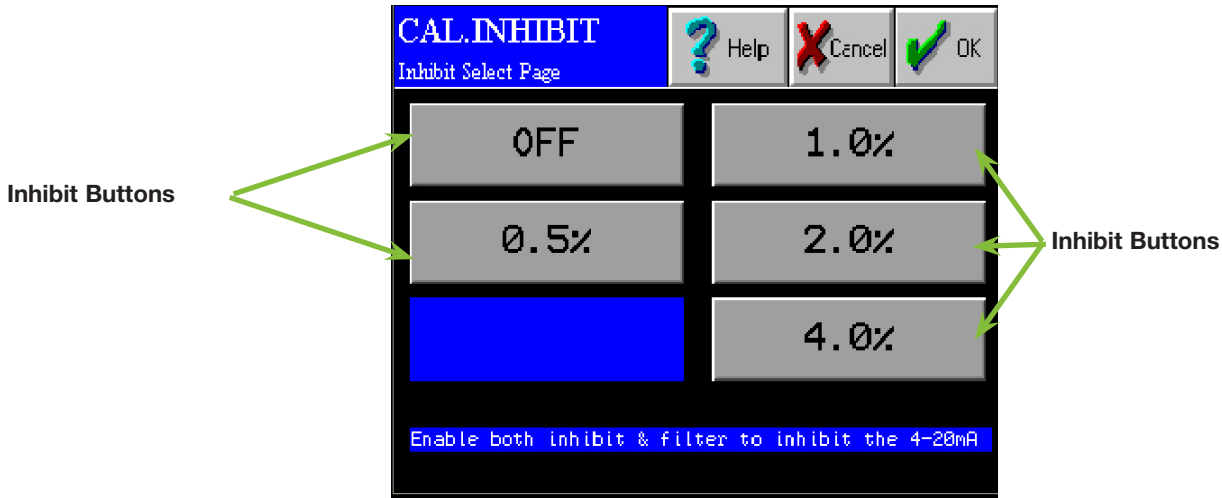 CAL.INHIBIT
Inhibit Select Page
Help
Cancel
OK
OFF
1.0%
Inhibit Buttons
0.5%
2.0%
Inhibit Buttons
4.0%
Enable both inhibit & filter to inhibit the 4-20mA